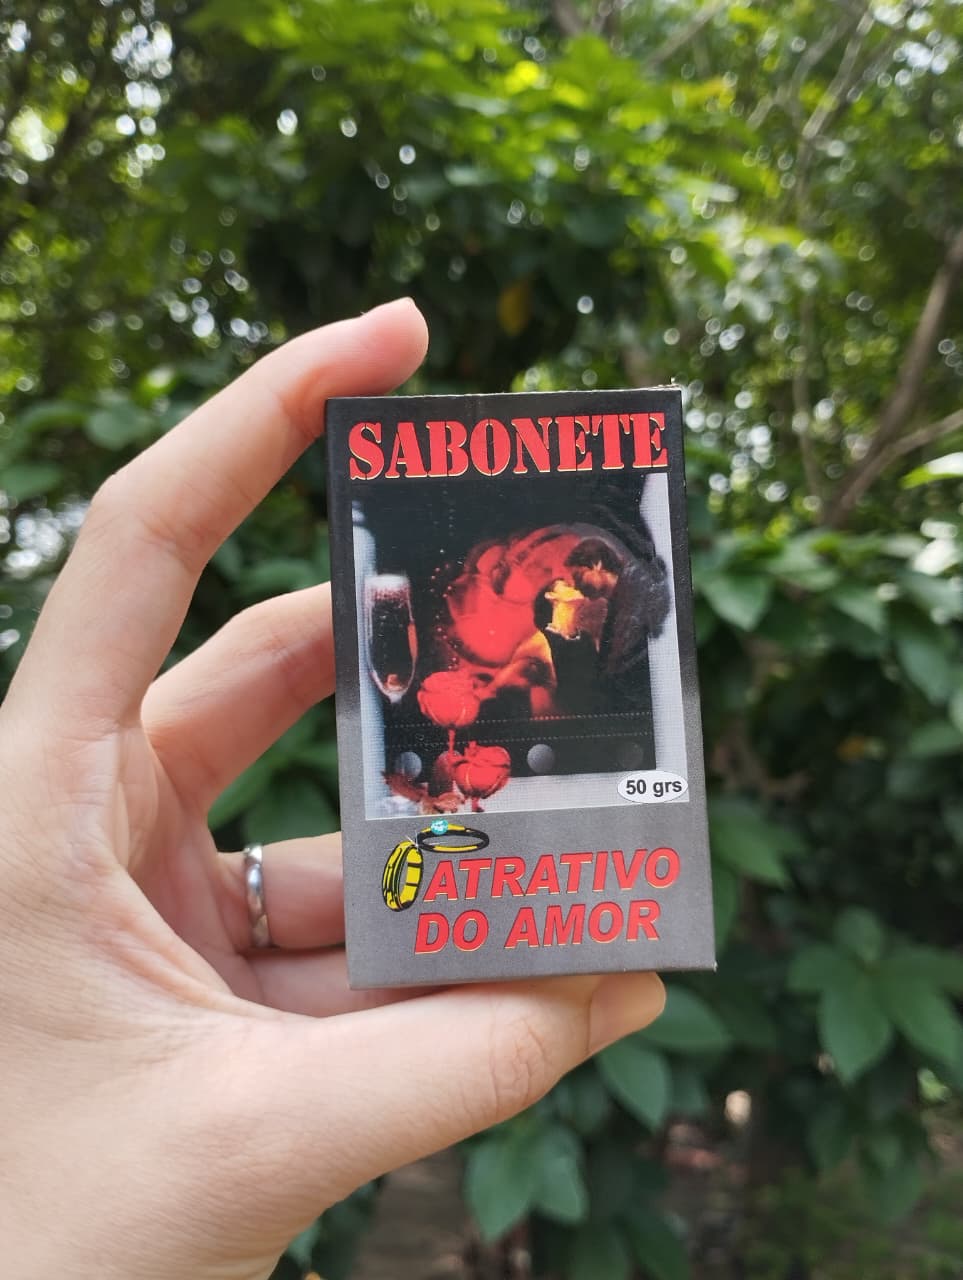 SABONETE
50 grs
ATRATIVO
DO AMOR